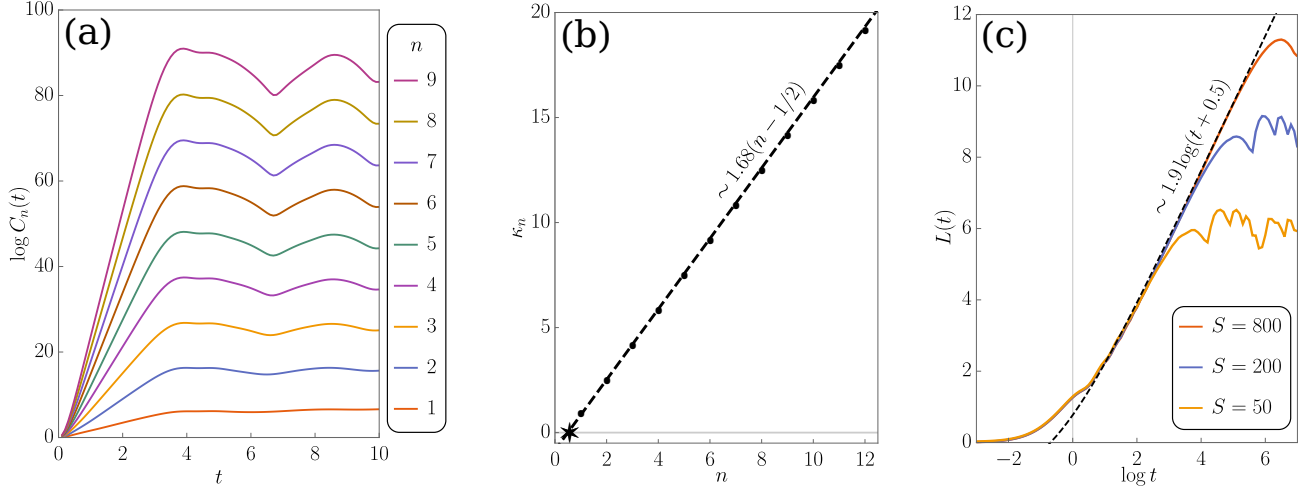 (a)
log C_n(t)
100
80
60
40
20
0
0 2 4 6 8 10
t
n
9
8
7
6
5
4
3
2
1
(b)
κ_n
20
15
10
5
0
∼ 1.68(n − 1/2)
0 2 4 6 8 10 12
n
(c)
L(t)
12
10
8
6
4
2
0
∼ 1.9 log(t + 0.5)
S = 800
S = 200
S = 50
−2 0 2 4 6
log t